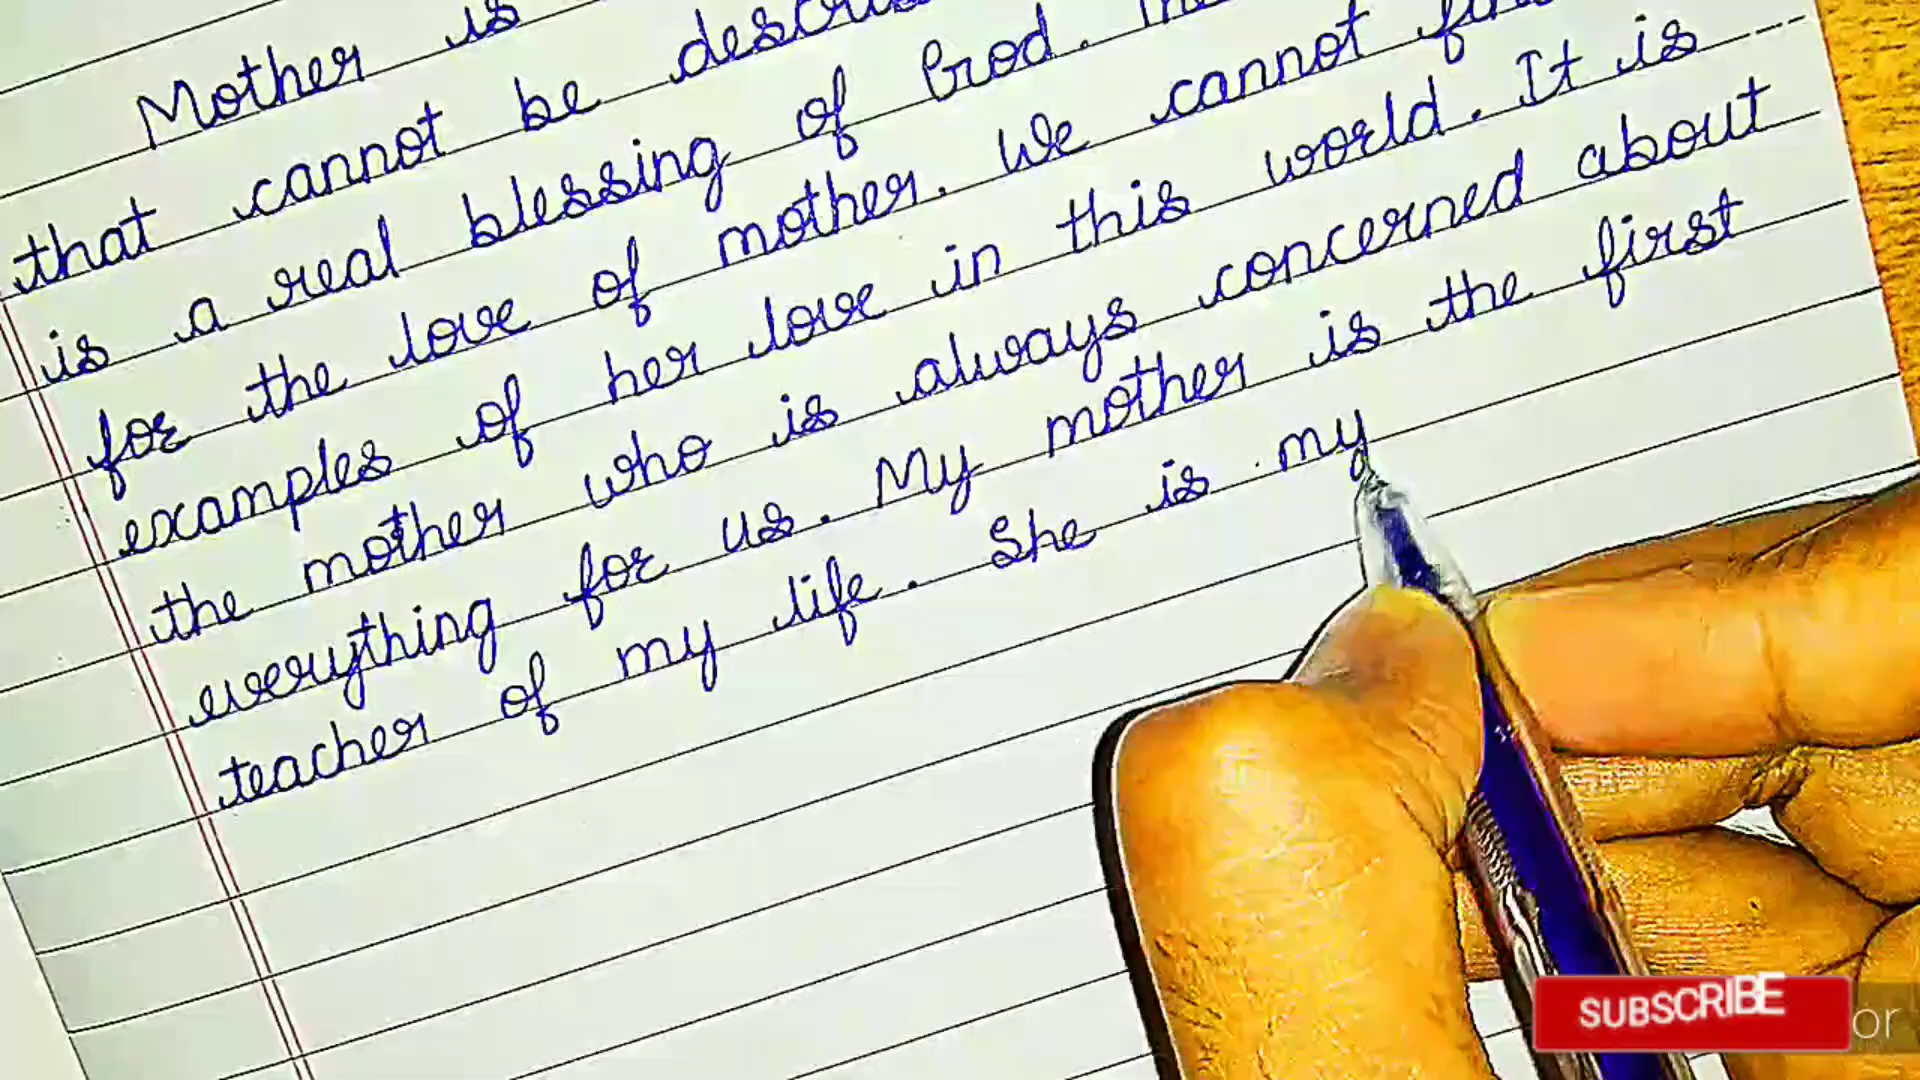 Mother is
that cannot be
is a real blessing of God.
for the love of mother. We cannot
examples of her love in this world. It is
the mother who is always concerned about
everything for us. My mother is the first
teacher of my life. She is my
SUBSCRIBE
or